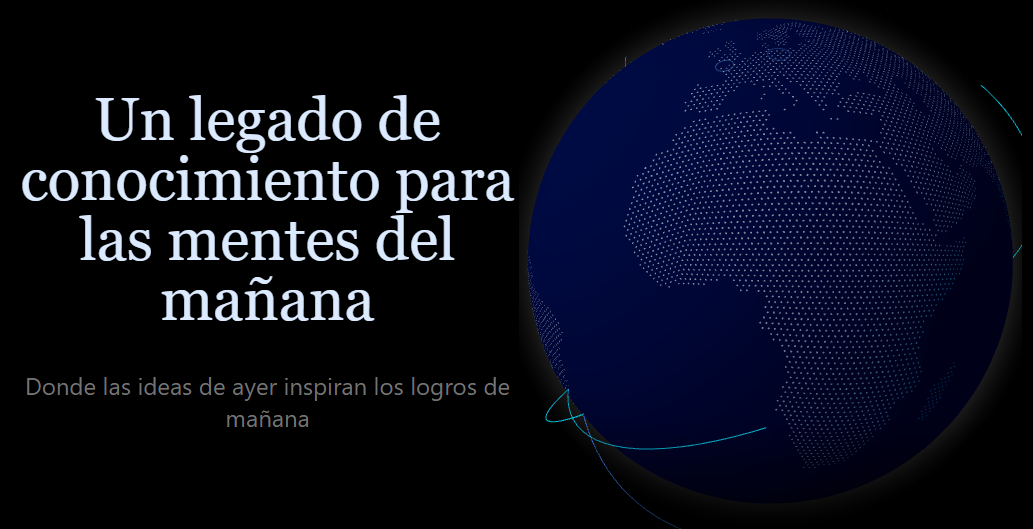 Un legado de
conocimiento para
las mentes del
mañana
Donde las ideas de ayer inspiran los logros de
mañana